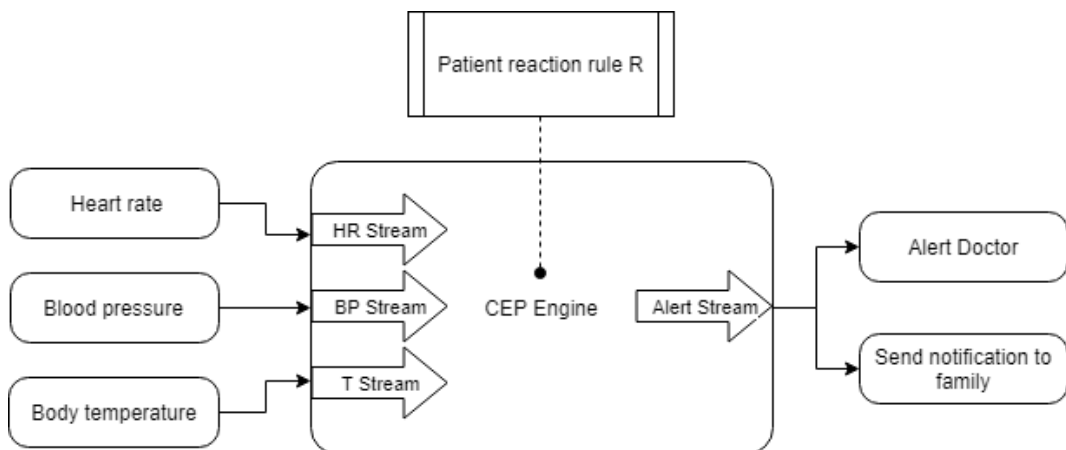 Patient reaction rule R
Heart rate
HR Stream
Alert Doctor
Blood pressure
BP Stream
CEP Engine
Alert Stream
Send notification to
family
Body temperature
T Stream